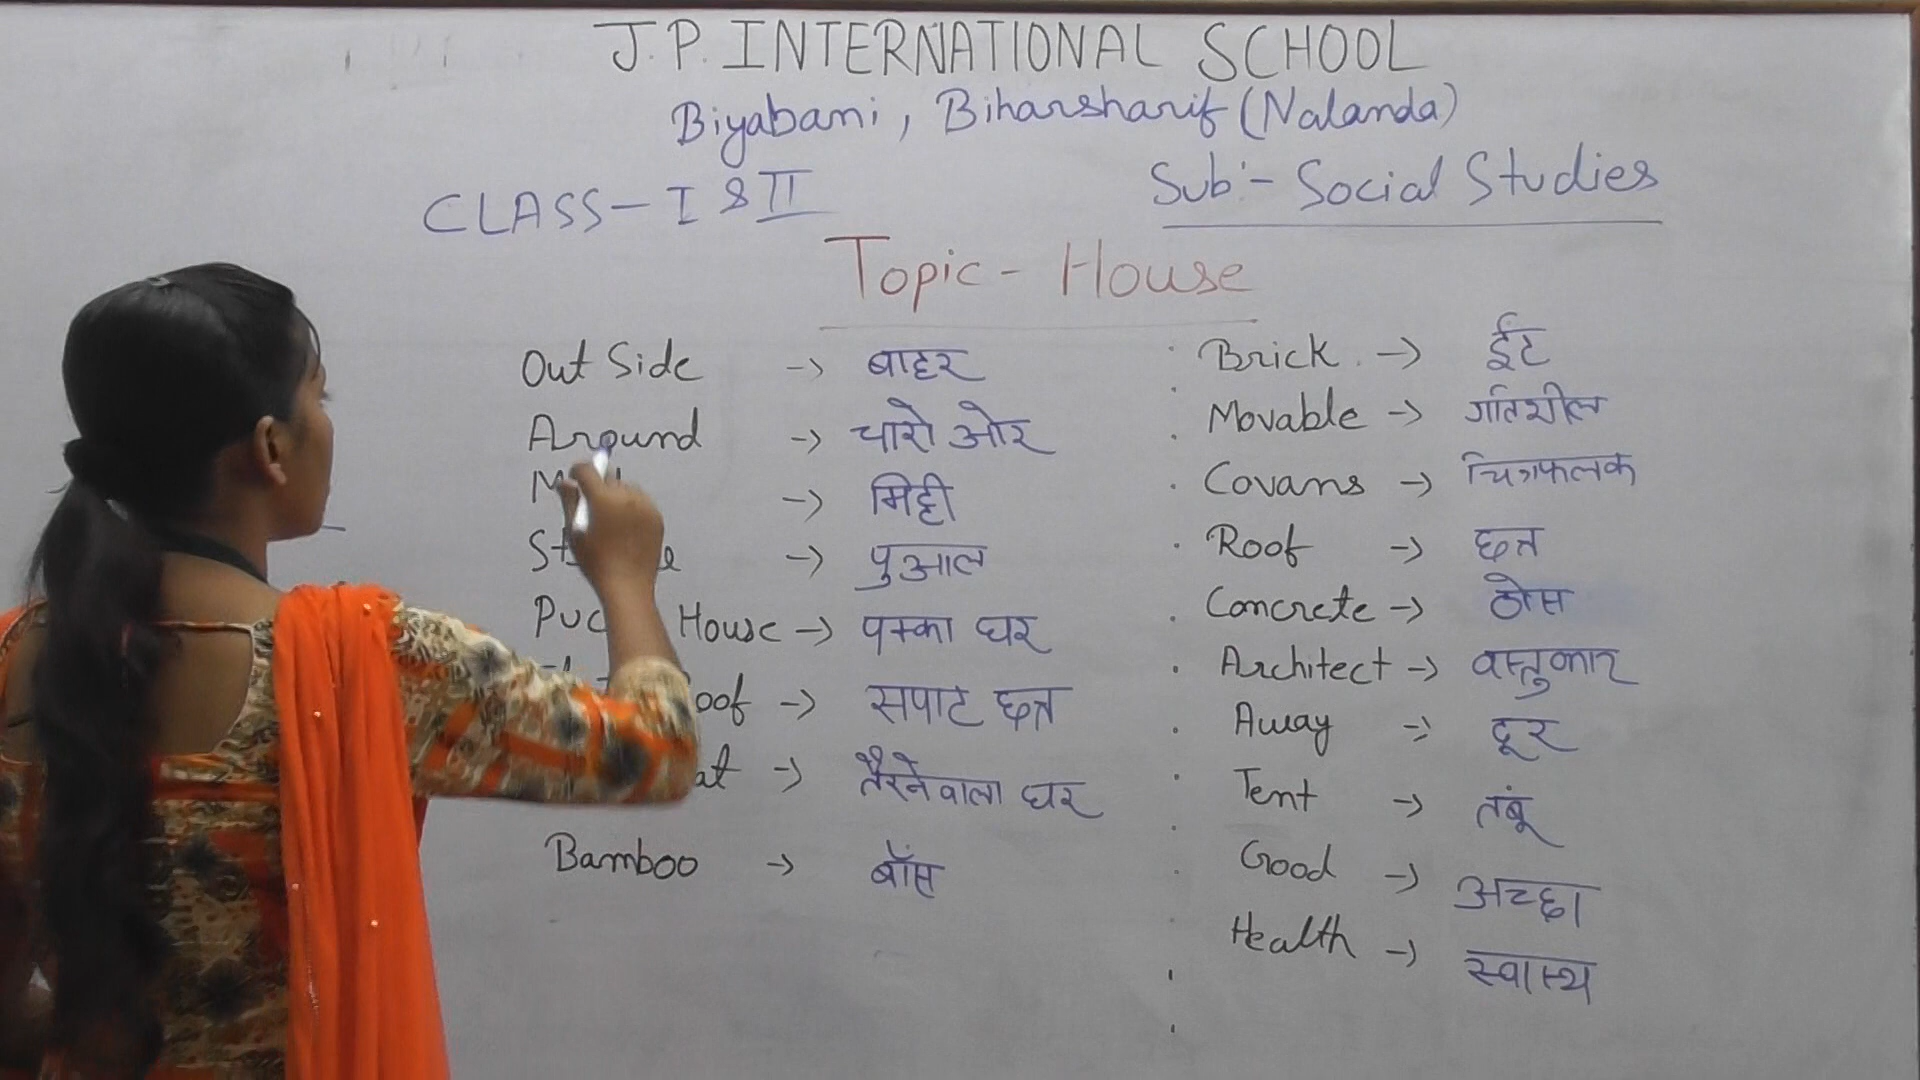 J.P. INTERNATIONAL SCHOOL
Biyabani, Biharsharif (Nalanda)
CLASS- I & II
Sub:- Social Studies
Topic- House
Out Side -> बाहर
Around -> चारो ओर
-> मिट्टी
-> पुआल
House -> पक्का घर
-> सपाट छत
-> तैरने वाला घर
Bamboo -> बाँस
Brick -> ईट
Movable -> गतिशील
Covans -> चित्रफलक
Roof -> छत
Concrete -> ठोस
Architect -> वास्तुकार
Away -> दूर
Tent -> तंबू
Good -> अच्छा
Health -> स्वास्थ्य